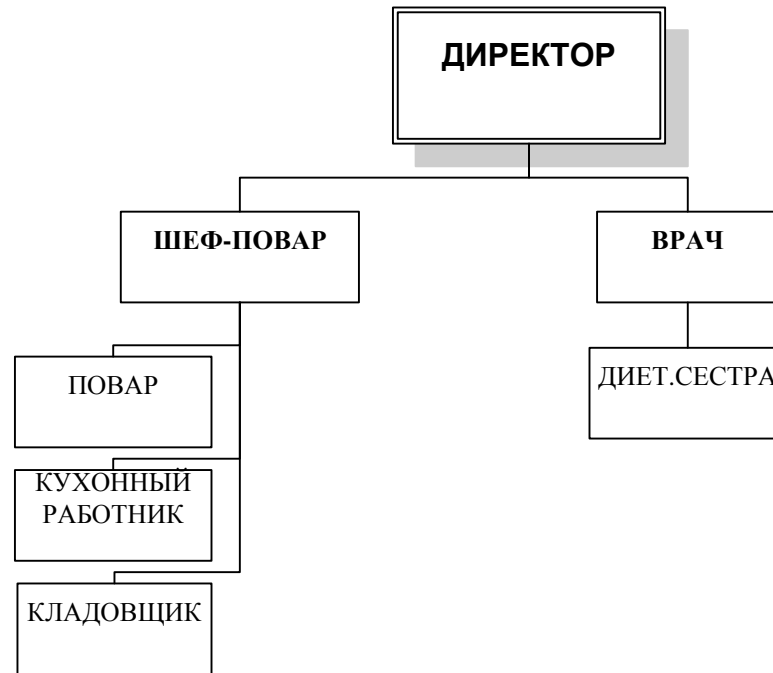 ДИРЕКТОР
ШЕФ-ПОВАР
ВРАЧ
ПОВАР
ДИЕТ.СЕСТРА
КУХОННЫЙ
РАБОТНИК
КЛАДОВЩИК